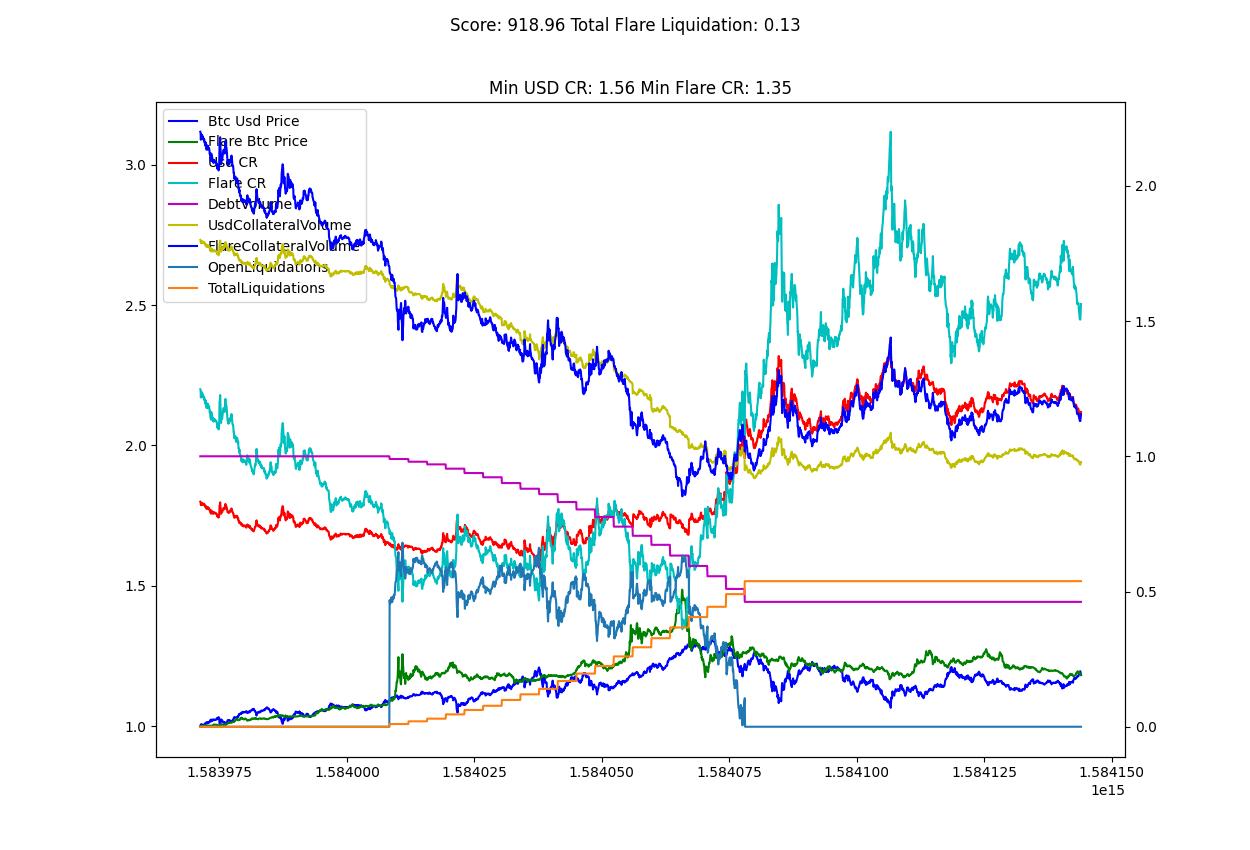 Score: 918.96 Total Flare Liquidation: 0.13
Min USD CR: 1.56 Min Flare CR: 1.35
Btc Usd Price
Flare Btc Price
Usd CR
Flare CR
DebtVolume
UsdCollateralVolume
FlareCollateralVolume
OpenLiquidations
TotalLiquidations
3.0
2.5
2.0
1.5
1.0
2.0
1.5
1.0
0.5
0.0
1.583975
1.584000
1.584025
1.584050
1.584075
1.584100
1.584125
1.584150
1e15